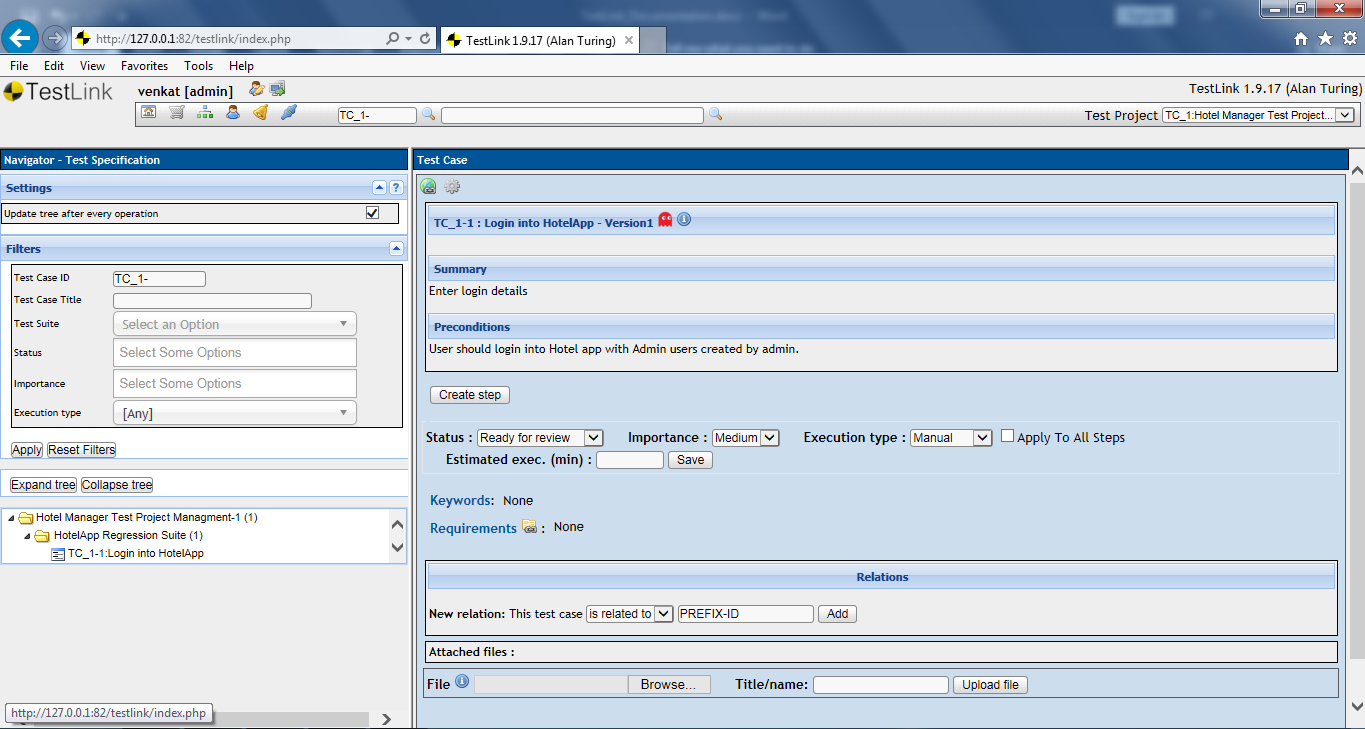 http://127.0.0.1:82/testlink/index.php
TestLink 1.9.17 (Alan Turing)
File Edit View Favorites Tools Help
TestLink venkat [admin] TestLink 1.9.17 (Alan Turing)
TC_1- Test Project TC_1:Hotel Manager Test Project...
Navigator - Test Specification
Settings ?
Update tree after every operation
Filters
Test Case ID TC_1-
Test Case Title
Test Suite Select an Option
Status Select Some Options
Importance Select Some Options
Execution type [Any]
Apply Reset Filters
Expand tree Collapse tree
Hotel Manager Test Project Managment-1 (1)
HotelApp Regression Suite (1)
TC_1-1:Login into HotelApp
http://127.0.0.1:82/testlink/index.php
Test Case
TC_1-1 : Login into HotelApp - Version1
Summary
Enter login details
Preconditions
User should login into Hotel app with Admin users created by admin.
Create step
Status : Ready for review Importance : Medium Execution type : Manual Apply To All Steps
Estimated exec. (min) : Save
Keywords: None
Requirements : None
Relations
New relation: This test case is related to PREFIX-ID Add
Attached files :
File Browse... Title/name: Upload file